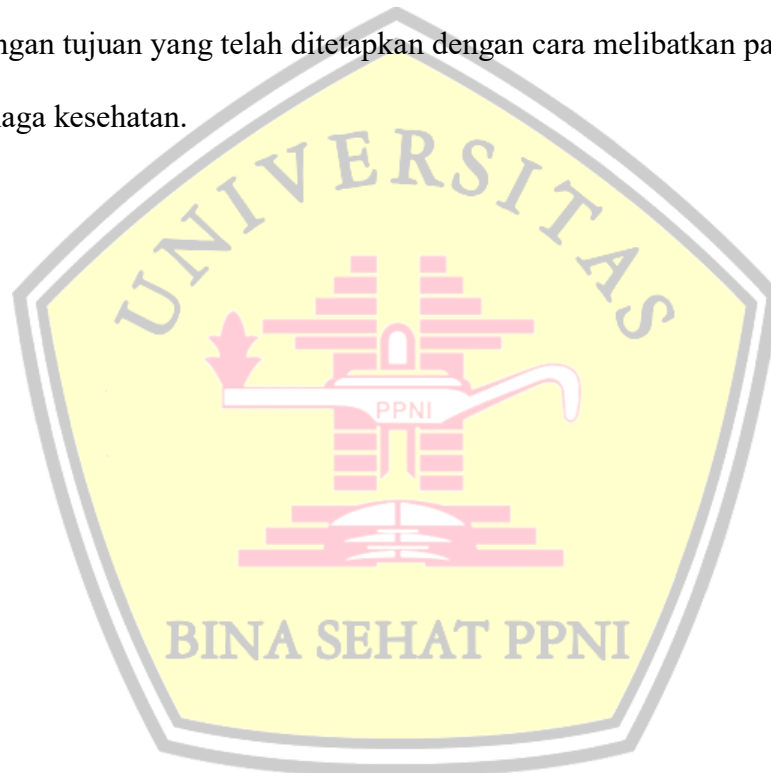 ngan tujuan yang telah ditetapkan dengan cara melibatkan pa
aga kesehatan.
UNIVERSITAS
PPNI
BINA SEHAT PPNI